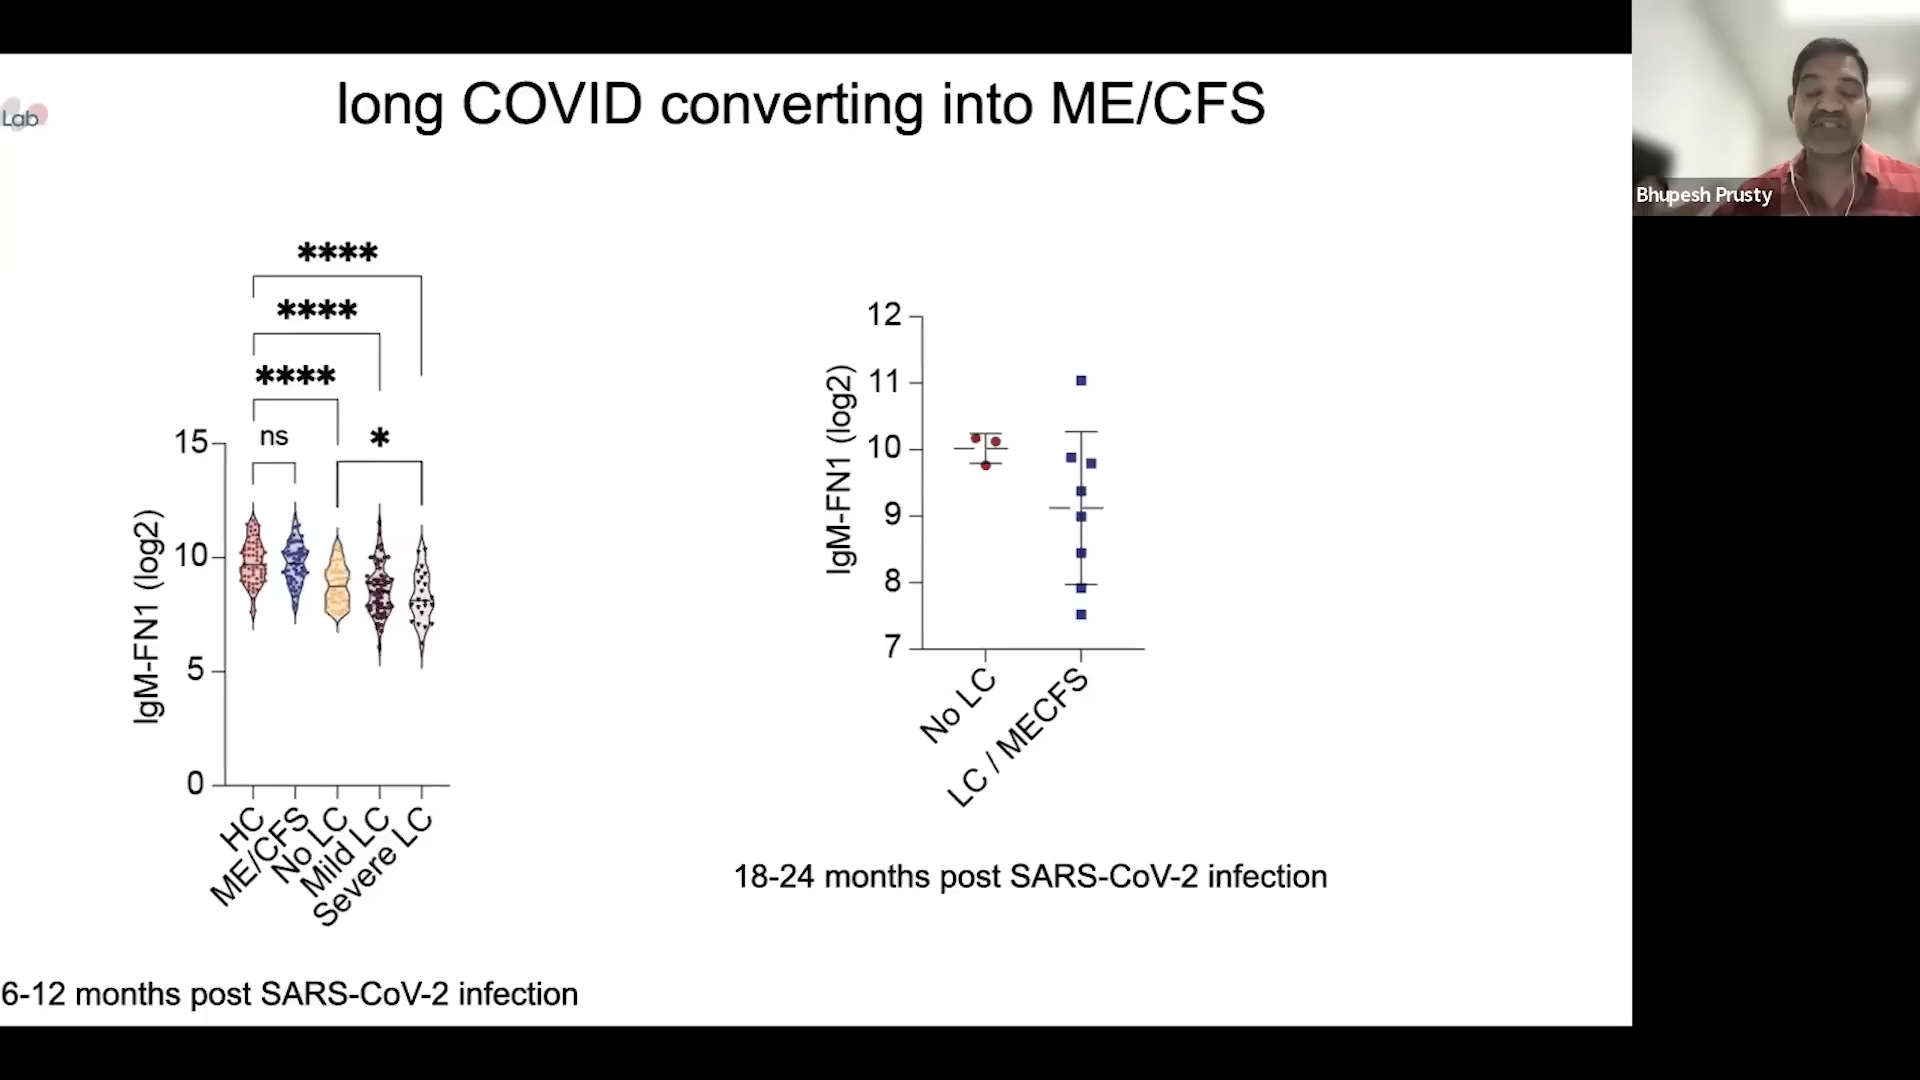 long COVID converting into ME/CFS
Lab
Bhupesh Prusty
****
****
****
ns
*
15
10
5
0
IgM-FN1 (log2)
HC
ME/CFS
No LC
Mild LC
Severe LC
6-12 months post SARS-CoV-2 infection
12
11
10
9
8
7
IgM-FN1 (log2)
No LC
LC / MECFS
18-24 months post SARS-CoV-2 infection